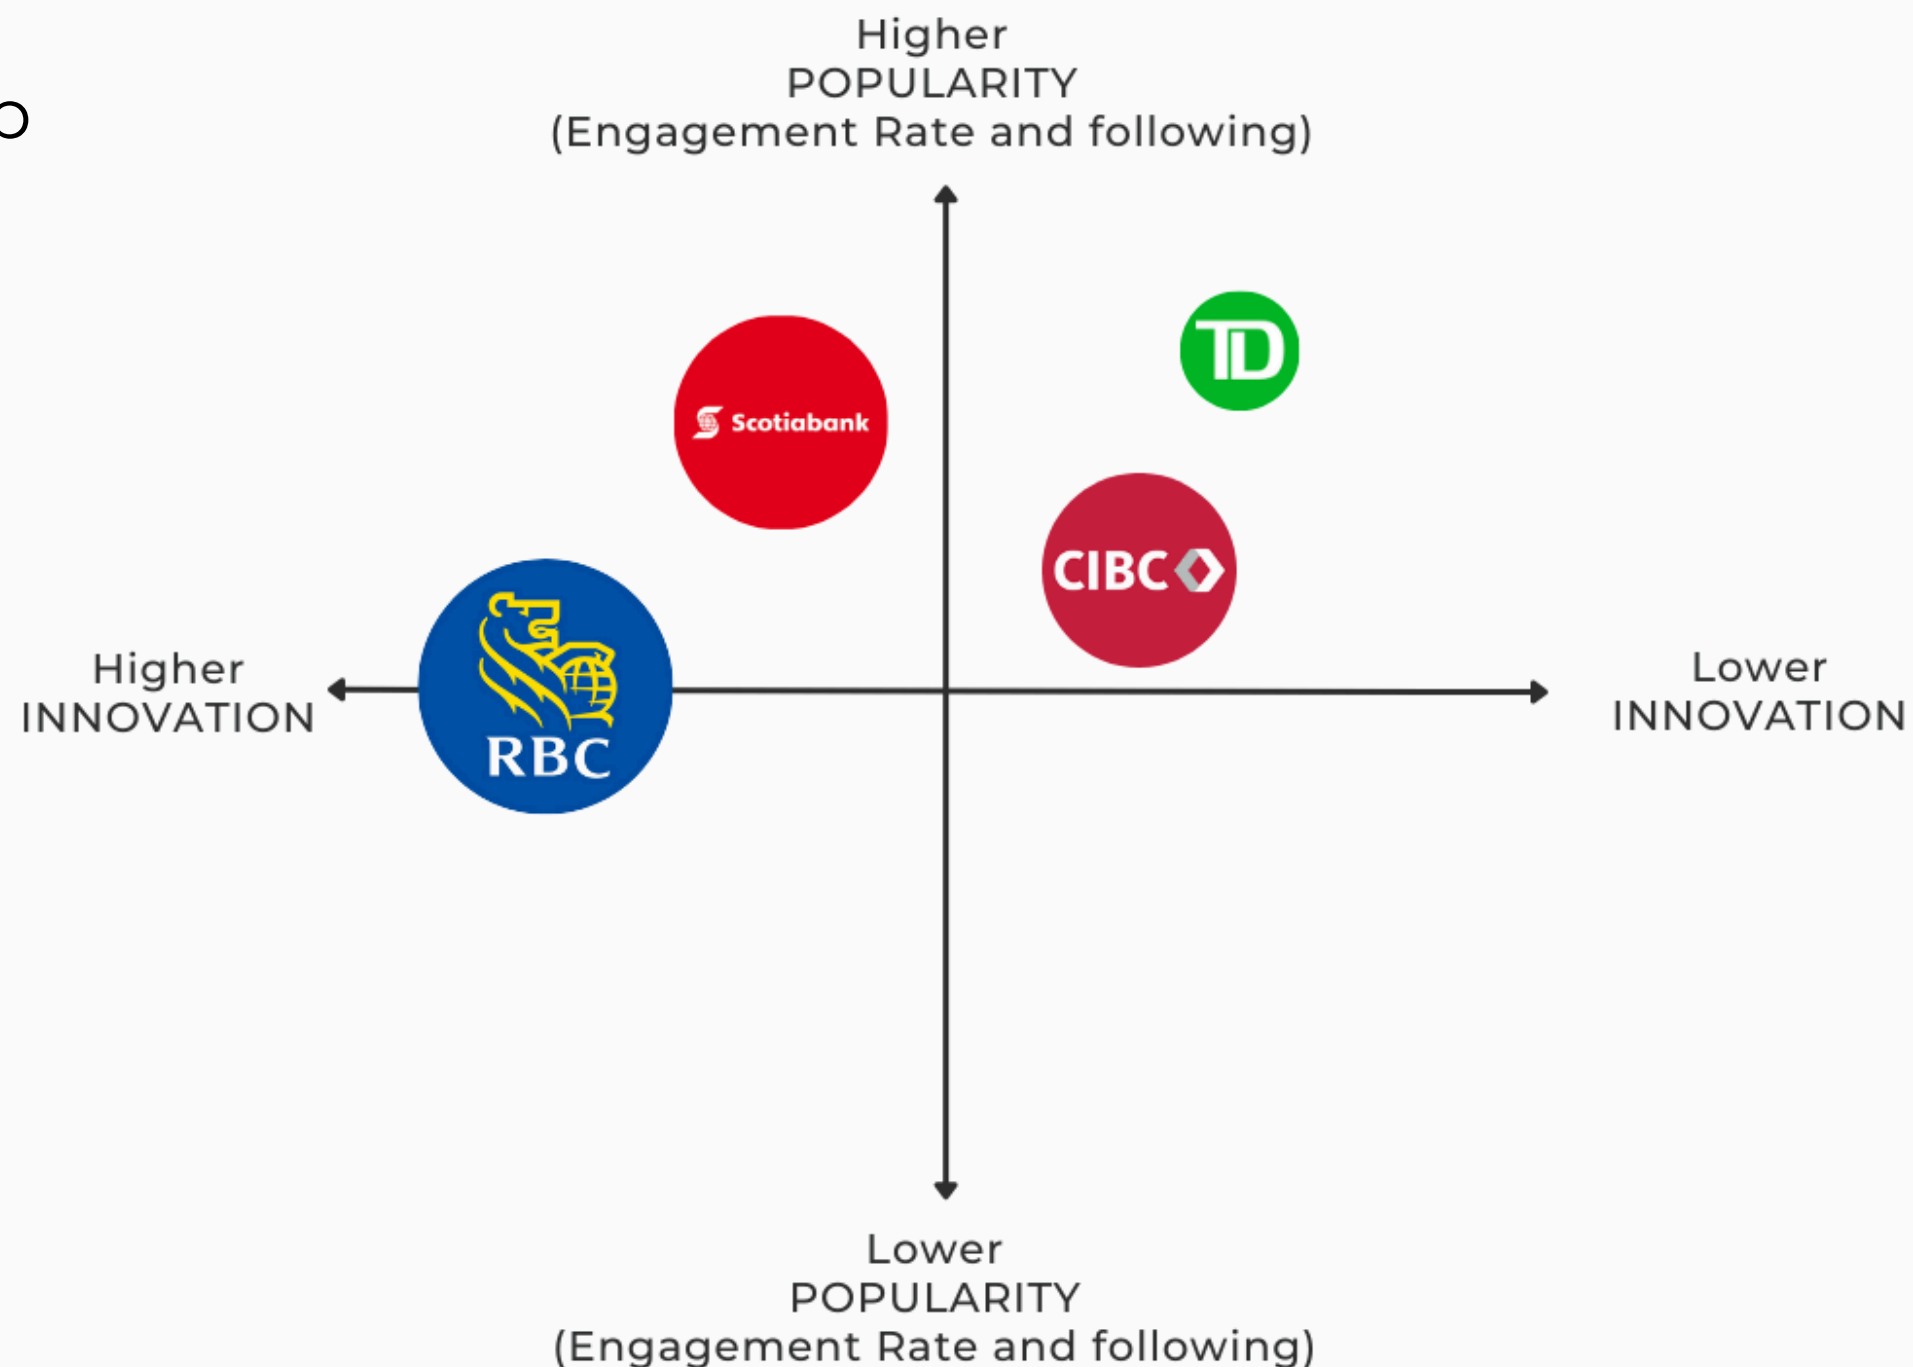 Higher
POPULARITY
(Engagement Rate and following)
o
TD
Scotiabank
CIBC
RBC
Higher
INNOVATION
Lower
INNOVATION
Lower
POPULARITY
(Engagement Rate and following)